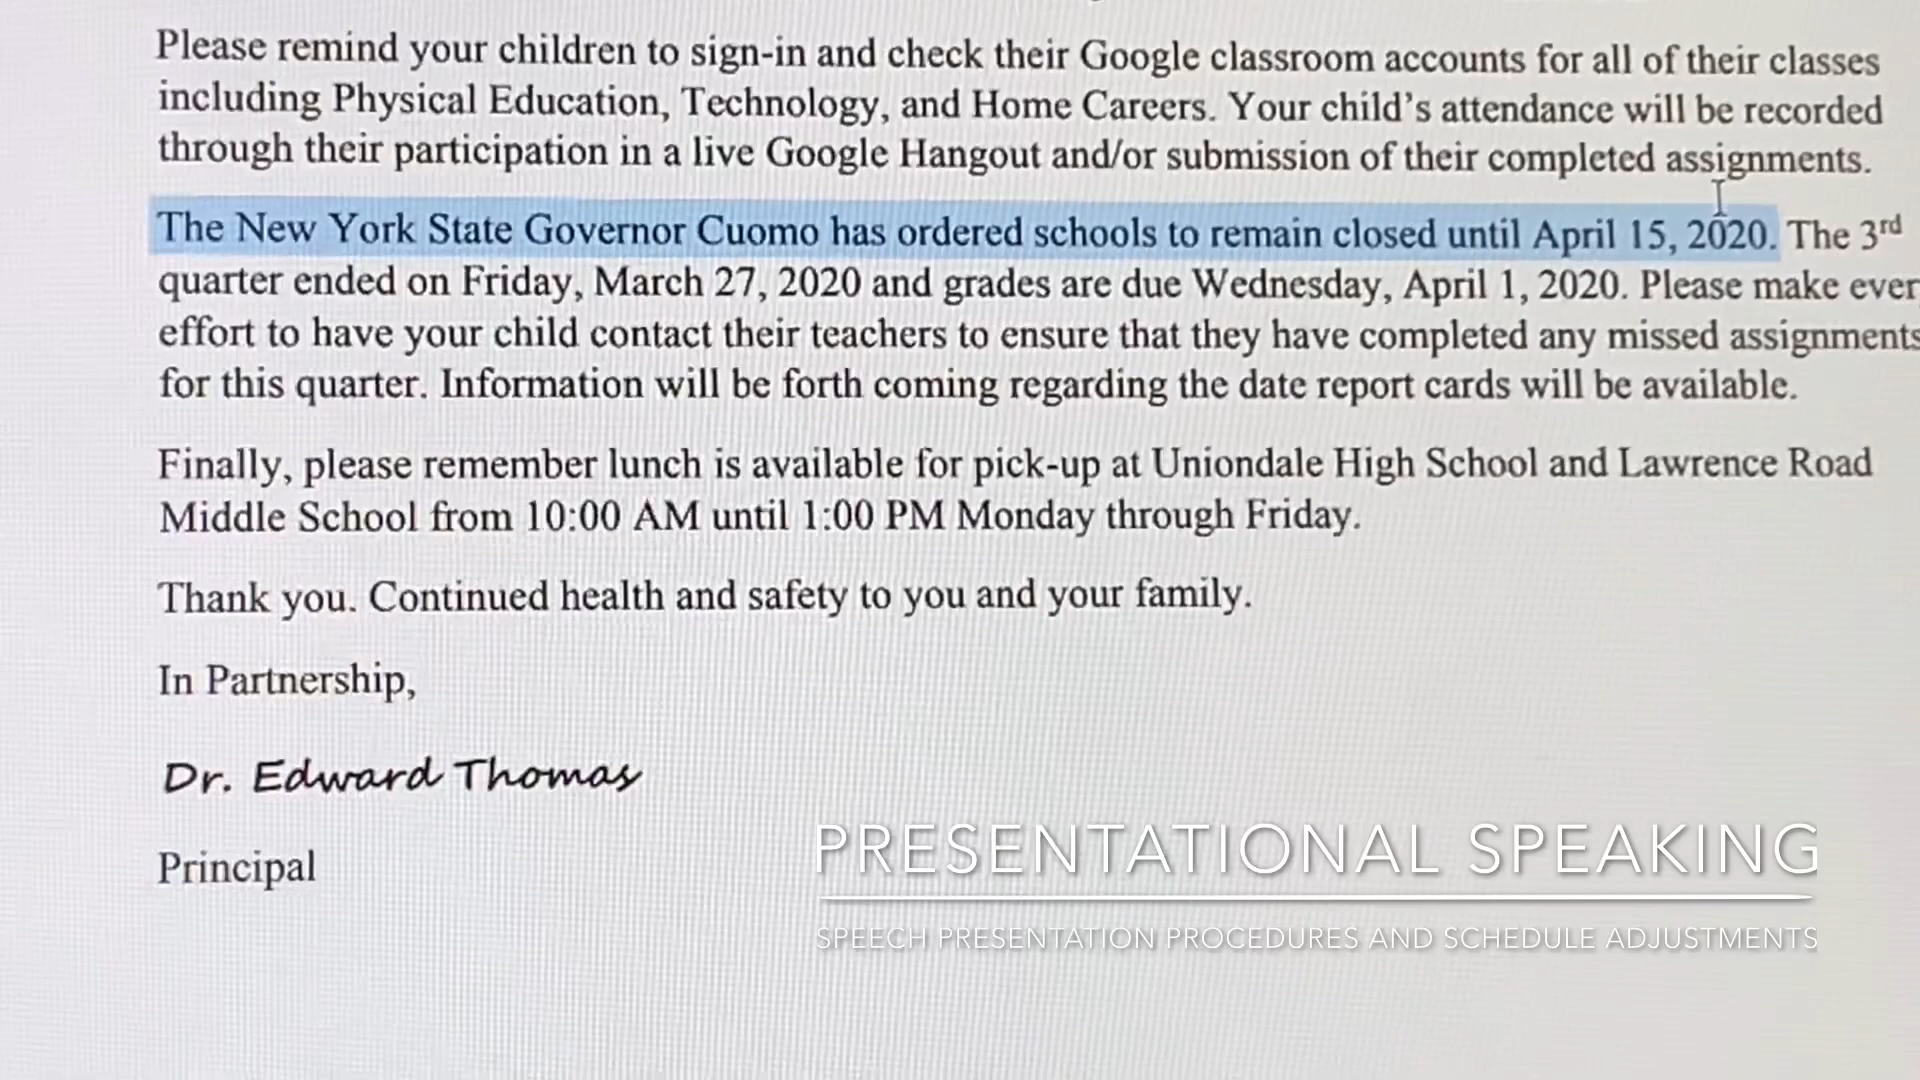 Please remind your children to sign-in and check their Google classroom accounts for all of their classes
including Physical Education, Technology, and Home Careers. Your child's attendance will be recorded
through their participation in a live Google Hangout and/or submission of their completed assignments.
The New York State Governor Cuomo has ordered schools to remain closed until April 15, 2020. The 3rd
quarter ended on Friday, March 27, 2020 and grades are due Wednesday, April 1, 2020. Please make ever
effort to have your child contact their teachers to ensure that they have completed any missed assignments
for this quarter. Information will be forth coming regarding the date report cards will be available.
Finally, please remember lunch is available for pick-up at Uniondale High School and Lawrence Road
Middle School from 10:00 AM until 1:00 PM Monday through Friday.
Thank you. Continued health and safety to you and your family.
In Partnership,
Dr. Edward Thomas
Principal
PRESENTATIONAL SPEAKING
SPEECH PRESENTATION PROCEDURES AND SCHEDULE ADJUSTMENTS